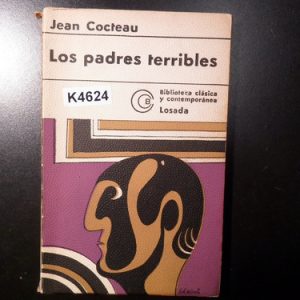 Jean Cocteau
Los padres terribles
K4624
Biblioteca clásica
y contemporánea
Losada